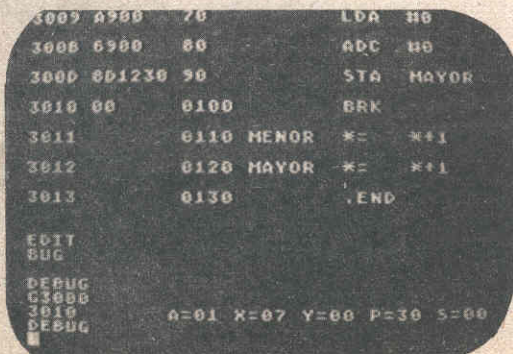 3009 A900 70 LDA #0
300B 6900 80 ADC #0
300D 8D1230 90 STA MAYOR
3010 00 0100 BRK
3011 0110 MENOR *= *+1
3012 0120 MAYOR *= *+1
3013 0130 .END
EDIT
BUG
DEBUG
G3000
3010 A=01 X=07 Y=00 P=30 S=00
DEBUG